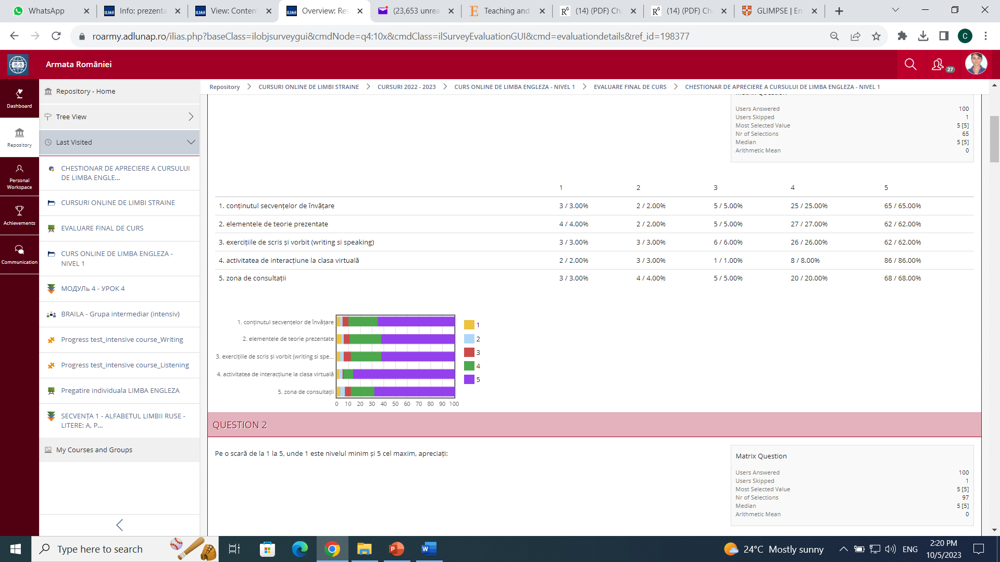 WhatsApp
Info: prezenta
View: Content
Overview: Res
(23,653 unrea
Teaching and
(14) (PDF) Cha
(14) (PDF) Ch
GLIMPSE | En
roarmy.adlunap.ro/ilias.php?baseClass=ilobjsurveygui&cmdNode=q4:10x&cmdClass=ilSurveyEvaluationGUI&cmd=evaluationdetails&ref_id=198377
C
Armata României
27
Dashboard
Repository
Personal
Workspace
Achievements
Communication
Repository - Home
Tree View
Last Visited
CHESTIONAR DE APRECIERE A CURSULUI
DE LIMBA ENGLE...
CURSURI ONLINE DE LIMBI STRAINE
EVALUARE FINAL DE CURS
CURS ONLINE DE LIMBA ENGLEZA -
NIVEL 1
МОДУЛЬ 4 - УРОК 4
BRAILA - Grupa intermediar (intensiv)
Progress test_intensive course_Writing
Progress test_intensive course_Listening
Pregatire individuala LIMBA ENGLEZA
SECVENȚA 1 - ALFABETUL LIMBII RUSE -
LITERE: A, P...
My Courses and Groups
Repository > CURSURI ONLINE DE LIMBI STRAINE > CURSURI 2022 - 2023 > CURS ONLINE DE LIMBA ENGLEZA - NIVEL 1 > EVALUARE FINAL DE CURS > CHESTIONAR DE APRECIERE A CURSULUI DE LIMBA ENGLEZA - NIVEL 1
Matrix Question
Users Answered 100
Users Skipped 1
Most Selected Value 5 [5]
Nr of Selections 65
Median 5 [5]
Arithmetic Mean 0
1 2 3 4 5
1. conținutul secvențelor de învățare 3 / 3.00% 2 / 2.00% 5 / 5.00% 25 / 25.00% 65 / 65.00%
2. elementele de teorie prezentate 4 / 4.00% 2 / 2.00% 5 / 5.00% 27 / 27.00% 62 / 62.00%
3. exercițiile de scris și vorbit (writing si speaking) 3 / 3.00% 3 / 3.00% 6 / 6.00% 26 / 26.00% 62 / 62.00%
4. activitatea de interacțiune la clasa virtuală 2 / 2.00% 3 / 3.00% 1 / 1.00% 8 / 8.00% 86 / 86.00%
5. zona de consultații 3 / 3.00% 4 / 4.00% 5 / 5.00% 20 / 20.00% 68 / 68.00%
1. conținutul secvențelor de învățare
2. elementele de teorie prezentate
3. exercițiile de scris și vorbit (writing si spe...
4. activitatea de interacțiune la clasa virtuală
5. zona de consultații
0 10 20 30 40 50 60 70 80 90 100
1
2
3
4
5
QUESTION 2
Pe o scară de la 1 la 5, unde 1 este nivelul minim și 5 cel maxim, apreciați:
Matrix Question
Users Answered 100
Users Skipped 1
Most Selected Value 5 [5]
Nr of Selections 97
Median 5 [5]
Arithmetic Mean 0
Type here to search
24°C Mostly sunny
ENG
2:20 PM
10/5/2023